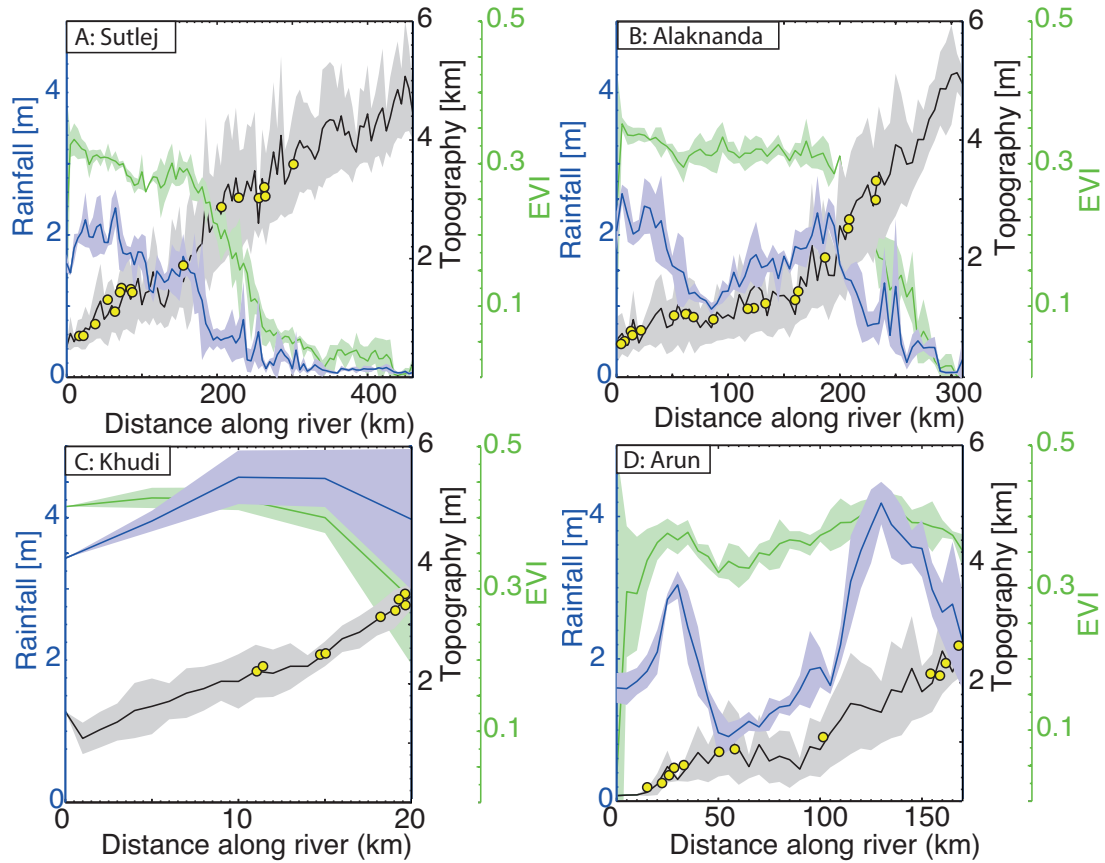 A: Sutlej
Rainfall [m]
4
2
0
Topography [km]
6
4
2
EVI
0.5
0.3
0.1
0
200
400
Distance along river (km)
B: Alaknanda
Rainfall [m]
4
2
0
Topography [m]
6
4
2
EVI
0.5
0.3
0.1
0
100
200
300
Distance along river (km)
C: Khudi
Rainfall [m]
4
2
0
Topography [m]
6
4
2
EVI
0.5
0.3
0.1
0
10
20
Distance along river (km)
D: Arun
Rainfall [m]
4
2
0
Topography [km]
6
4
2
EVI
0.5
0.3
0.1
0
50
100
150
Distance along river (km)